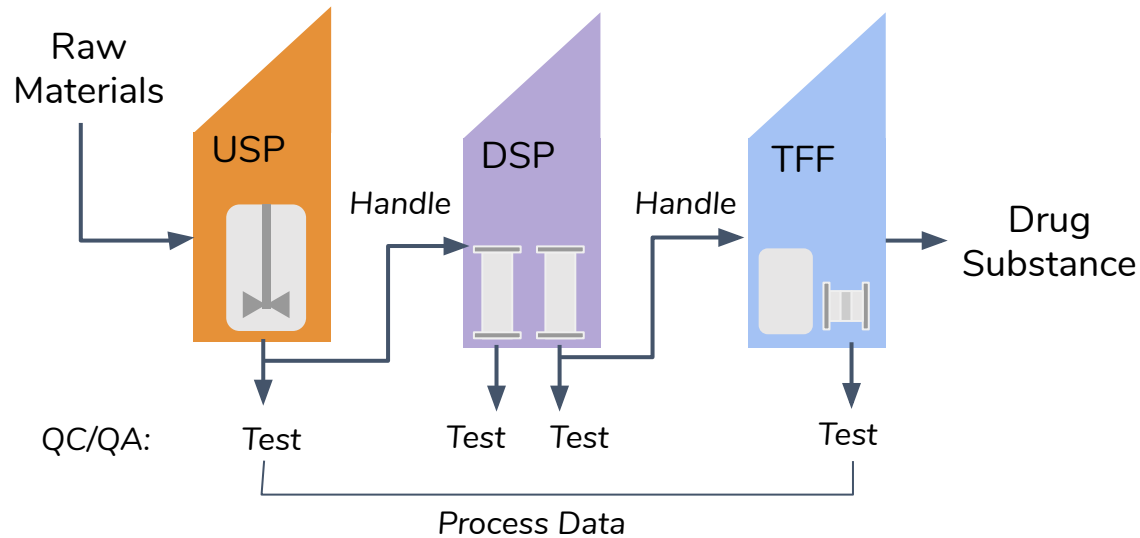 Raw
Materials
USP
DSP
TFF
Handle
Handle
Drug
Substance
QC/QA:
Test
Test
Test
Test
Process Data